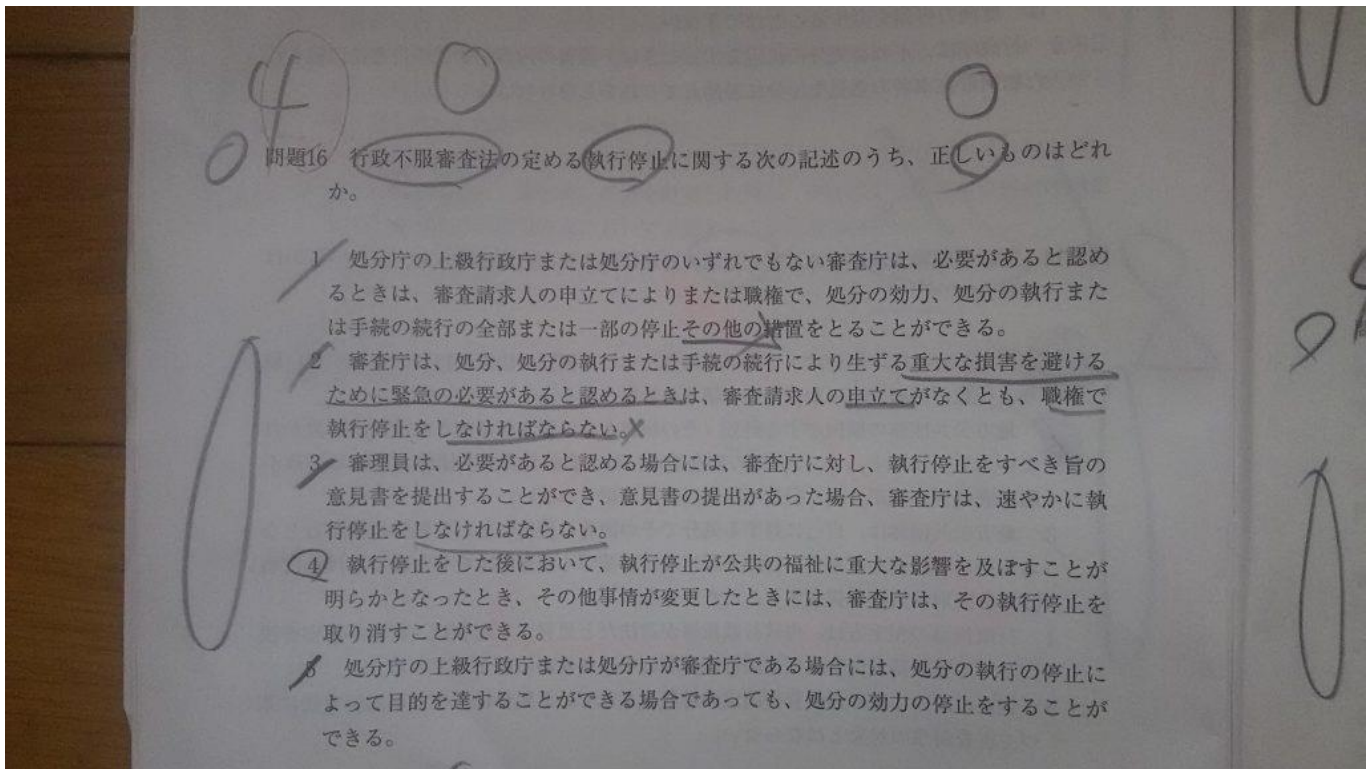 4
問題16 行政不服審査法の定める執行停止に関する次の記述のうち、正しいものはどれ
か。
1 処分庁の上級行政庁または処分庁のいずれでもない審査庁は、必要があると認め
るときは、審査請求人の申立てによりまたは職権で、処分の効力、処分の執行また
は手続の続行の全部または一部の停止その他の措置をとることができる。
2 審査庁は、処分、処分の執行または手続の続行により生ずる重大な損害を避ける
ために緊急の必要があると認めるときは、審査請求人の申立てがなくとも、職権で
執行停止をしなければならない。
3 審理員は、必要があると認める場合には、審査庁に対し、執行停止をすべき旨の
意見書を提出することができ、意見書の提出があった場合、審査庁は、速やかに執
行停止をしなければならない。
4 執行停止をした後において、執行停止が公共の福祉に重大な影響を及ぼすことが
明らかとなったとき、その他事情が変更したときには、審査庁は、その執行停止を
取り消すことができる。
5 処分庁の上級行政庁または処分庁が審査庁である場合には、処分の執行の停止に
よって目的を達することができる場合であっても、処分の効力の停止をすることが
できる。